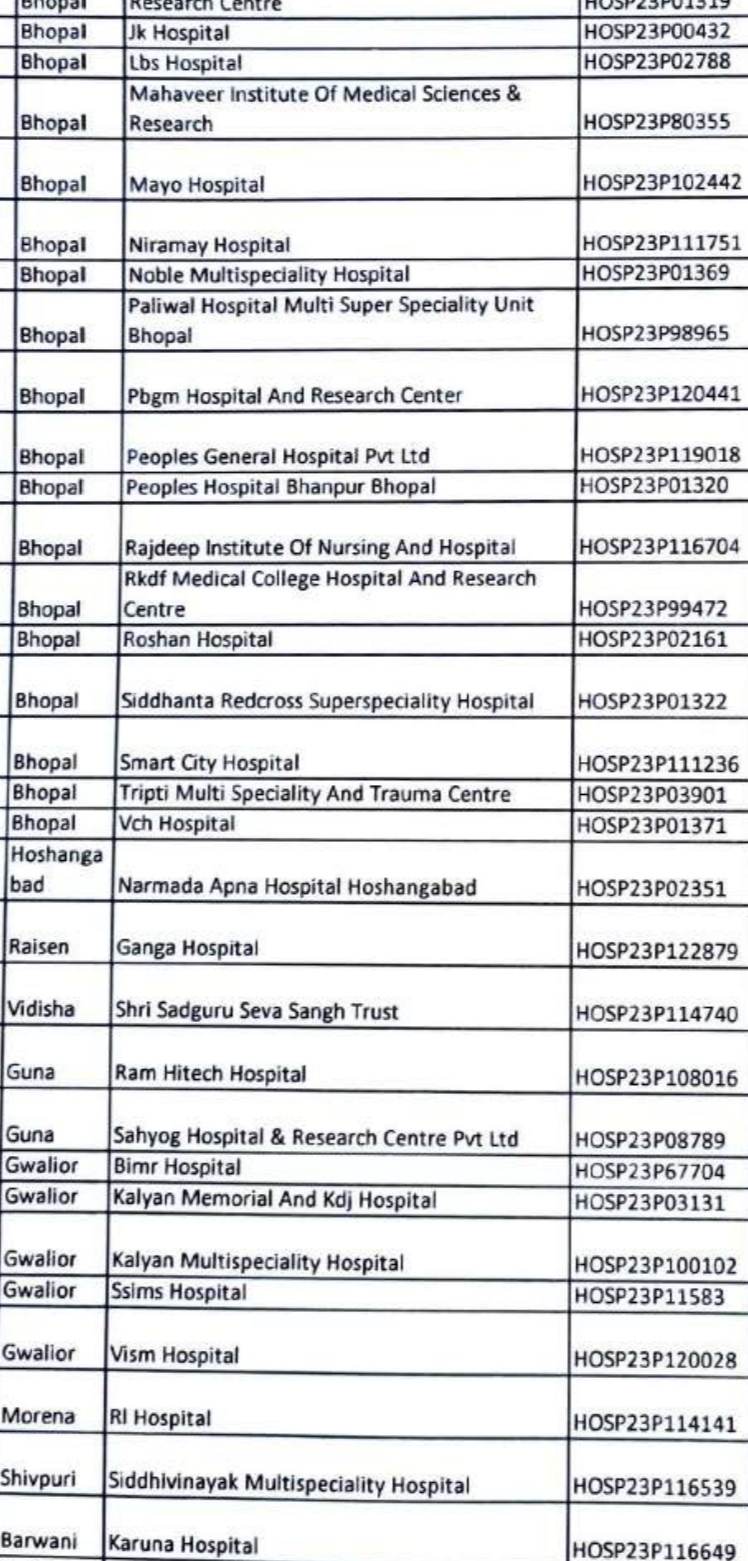 Bhopal Research Centre HOSP23P01319
Bhopal Jk Hospital HOSP23P00432
Bhopal Lbs Hospital HOSP23P02788
Mahaveer Institute Of Medical Sciences &
Bhopal Research HOSP23P80355
Bhopal Mayo Hospital HOSP23P102442
Bhopal Niramay Hospital HOSP23P111751
Bhopal Noble Multispeciality Hospital HOSP23P01369
Paliwal Hospital Multi Super Speciality Unit
Bhopal Bhopal HOSP23P98965
Bhopal Pbgm Hospital And Research Center HOSP23P120441
Bhopal Peoples General Hospital Pvt Ltd HOSP23P119018
Bhopal Peoples Hospital Bhanpur Bhopal HOSP23P01320
Bhopal Rajdeep Institute Of Nursing And Hospital HOSP23P116704
Rkdf Medical College Hospital And Research
Bhopal Centre HOSP23P99472
Bhopal Roshan Hospital HOSP23P02161
Bhopal Siddhanta Redcross Superspeciality Hospital HOSP23P01322
Bhopal Smart City Hospital HOSP23P111236
Bhopal Tripti Multi Speciality And Trauma Centre HOSP23P03901
Bhopal Vch Hospital HOSP23P01371
Hoshanga
bad Narmada Apna Hospital Hoshangabad HOSP23P02351
Raisen Ganga Hospital HOSP23P122879
Vidisha Shri Sadguru Seva Sangh Trust HOSP23P114740
Guna Ram Hitech Hospital HOSP23P108016
Guna Sahyog Hospital & Research Centre Pvt Ltd HOSP23P08789
Gwalior Bimr Hospital HOSP23P67704
Gwalior Kalyan Memorial And Kdj Hospital HOSP23P03131
Gwalior Kalyan Multispeciality Hospital HOSP23P100102
Gwalior Ssims Hospital HOSP23P11583
Gwalior Vism Hospital HOSP23P120028
Morena Rl Hospital HOSP23P114141
Shivpuri Siddhivinayak Multispeciality Hospital HOSP23P116539
Barwani Karuna Hospital HOSP23P116649